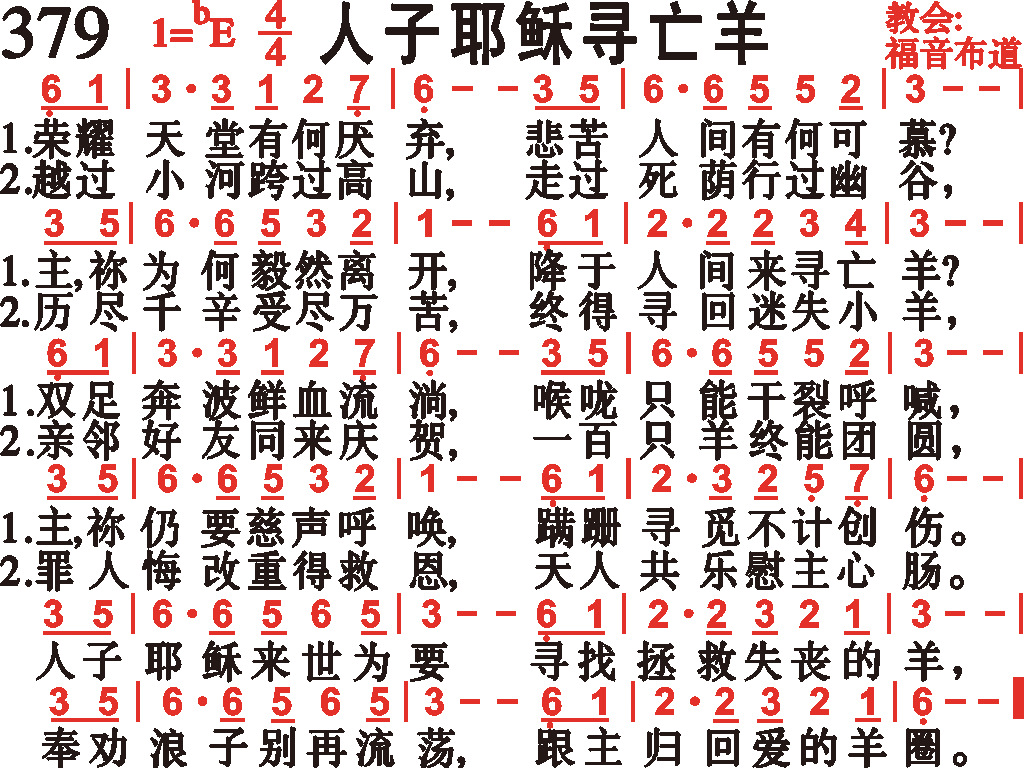 379 1=ᵇE 4/4 人子耶稣寻亡羊 教会:
福音布道
6 1 | 3·3 1 2 7 | 6 - - 3 5 | 6·6 5 5 2 | 3 - - |
1.荣耀 天 堂有何厌 弃, 悲苦 人 间有何可 慕?
2.越过 小 河跨过高 山, 走过 死 荫行过幽 谷,
3 5 | 6·6 5 3 2 | 1 - - 6 1 | 2·2 2 3 4 | 3 - - |
1.主,祢 为 何毅然离 开, 降于 人 间来寻亡 羊?
2.历尽 千 辛受尽万 苦, 终得 寻 回迷失小 羊,
6 1 | 3·3 1 2 7 | 6 - - 3 5 | 6·6 5 5 2 | 3 - - |
1.双足 奔 波鲜血流 淌, 喉咙 只 能干裂呼 喊,
2.亲邻 好 友同来庆 贺, 一百 只 羊终能团 圆,
3 5 | 6·6 5 3 2 | 1 - - 6 1 | 2·3 2 5 7 | 6 - - |
1.主,祢 仍 要慈声呼 唤, 蹒跚 寻 觅不计创 伤。
2.罪人 悔 改重得救 恩, 天人 共 乐慰主心 肠。
3 5 | 6·6 5 6 5 | 3 - - 6 1 | 2·2 3 2 1 | 3 - - |
人子 耶 稣来世为 要 寻找 拯 救失丧的 羊,
3 5 | 6·6 5 6 5 | 3 - - 6 1 | 2·2 3 2 1 | 6 - -
奉劝 浪 子别再流 荡, 跟主 归 回爱的羊 圈。